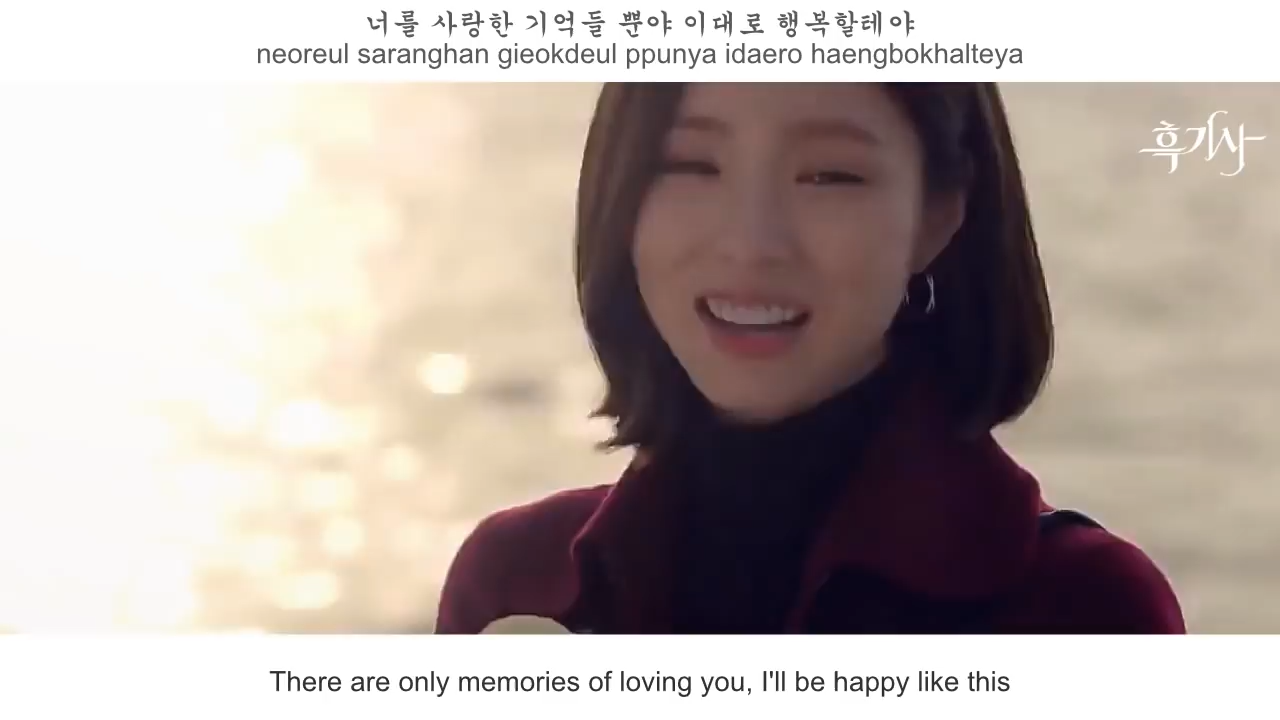 너를 사랑한 기억들 뿐야 이대로 행복할테야
neoreul saranghan gieokdeul ppunya idaero haengbokhalteya
흑기사
There are only memories of loving you, I'll be happy like this